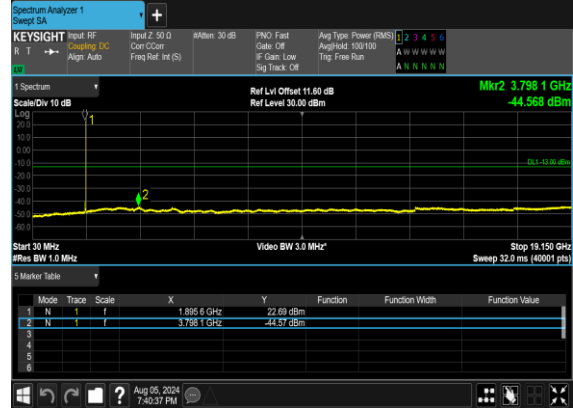 Spectrum Analyzer 1
Swept SA
+
KEYSIGHT
R T
LM
Input: RF
Coupling: DC
Align: Auto
Input Z: 50 Ω
Corr CCorr
Freq Ref: Int (S)
#Atten: 30 dB
PNO: Fast
Gate: Off
IF Gain: Low
Sig Track: Off
Avg Type: Power (RMS)
Avg|Hold: 100/100
Trig: Free Run
1 2 3 4 5 6
A W W W W W
A N N N N N
1 Spectrum
Scale/Div 10 dB
Ref Lvl Offset 11.60 dB
Ref Level 30.00 dBm
Mkr2 3.798 1 GHz
-44.568 dBm
Log
20.0
10.0
0.00
-10.0
-20.0
-30.0
-40.0
-50.0
-60.0
1
2
DL1 -13.00 dBm
Start 30 MHz
#Res BW 1.0 MHz
Video BW 3.0 MHz*
Stop 19.150 GHz
Sweep 32.0 ms (40001 pts)
5 Marker Table
Mode Trace Scale X Y Function Function Width Function Value
1 N 1 f 1.895 6 GHz 22.69 dBm
2 N 1 f 3.798 1 GHz -44.57 dBm
3
4
5
6
?
Aug 05, 2024
7:40:37 PM